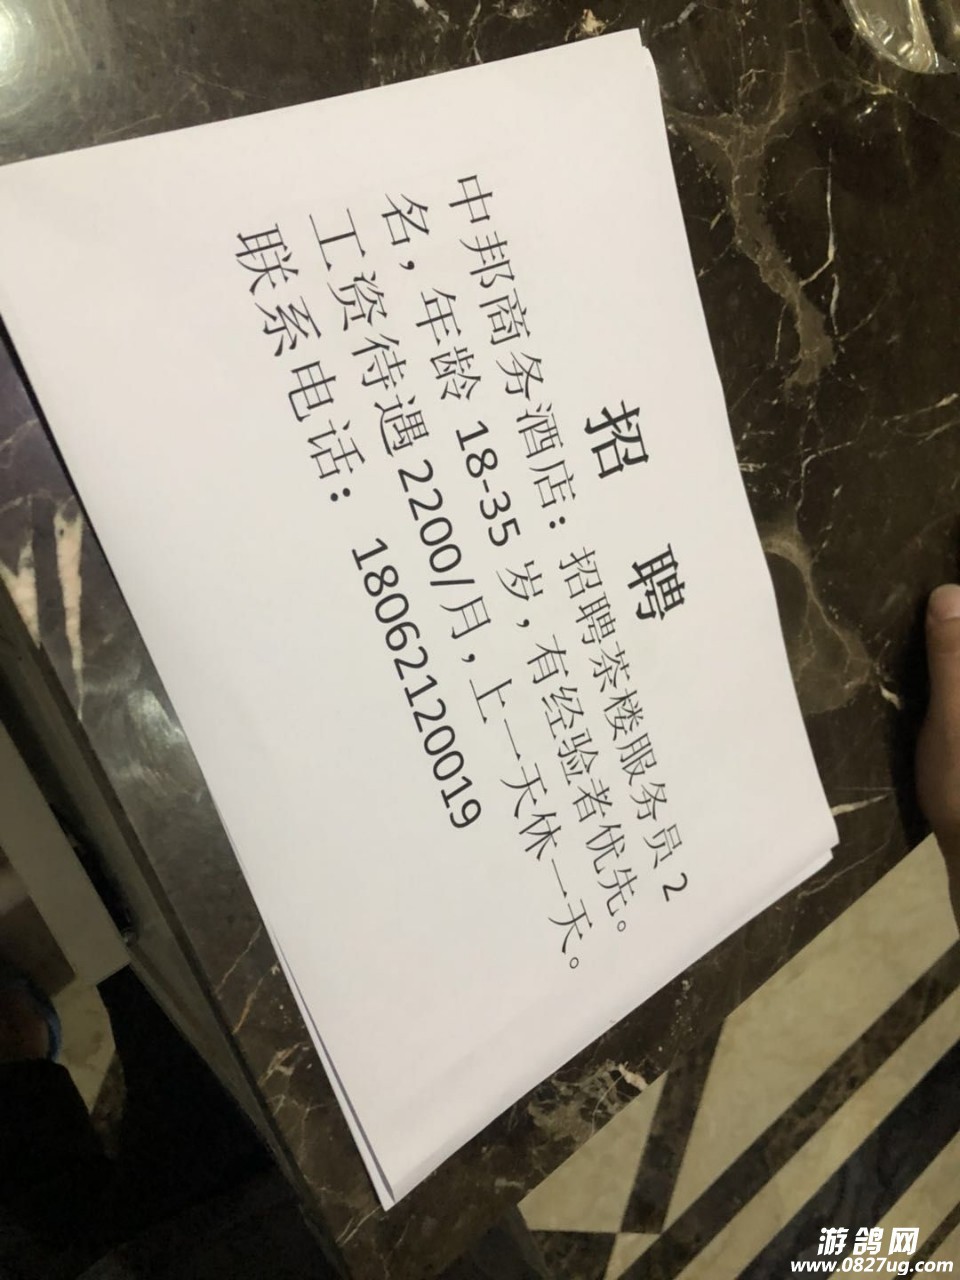 招 聘
中邦商务酒店：招聘茶楼服务员 2
名，年龄 18-35 岁，有经验者优先。
工资待遇 2200/月，上一天休一天。
联系电话：18062120019
游鸽网
www.0827ug.com